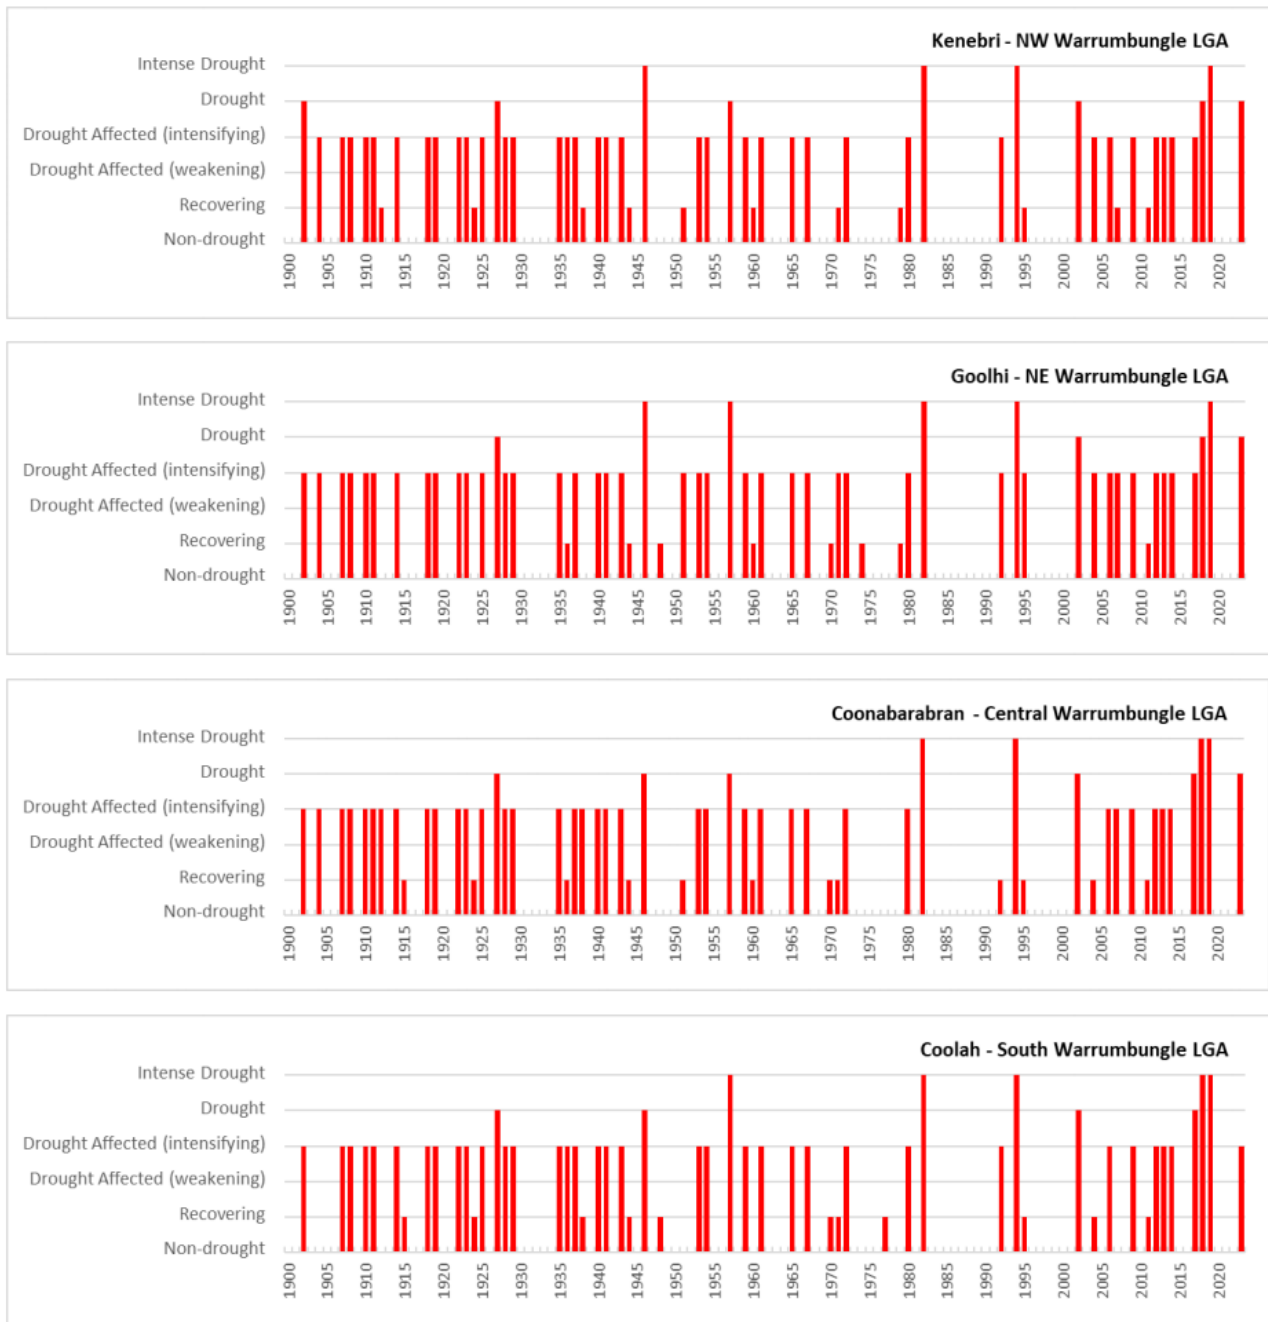 Kenebri - NW Warrumbungle LGA
Intense Drought
Drought
Drought Affected (intensifying)
Drought Affected (weakening)
Recovering
Non-drought
1900 1905 1910 1915 1920 1925 1930 1935 1940 1945 1950 1955 1960 1965 1970 1975 1980 1985 1990 1995 2000 2005 2010 2015 2020
Goolhi - NE Warrumbungle LGA
Intense Drought
Drought
Drought Affected (intensifying)
Drought Affected (weakening)
Recovering
Non-drought
1900 1905 1910 1915 1920 1925 1930 1935 1940 1945 1950 1955 1960 1965 1970 1975 1980 1985 1990 1995 2000 2005 2010 2015 2020
Coonabarabran - Central Warrumbungle LGA
Intense Drought
Drought
Drought Affected (intensifying)
Drought Affected (weakening)
Recovering
Non-drought
1900 1905 1910 1915 1920 1925 1930 1935 1940 1945 1950 1955 1960 1965 1970 1975 1980 1985 1990 1995 2000 2005 2010 2015 2020
Coolah - South Warrumbungle LGA
Intense Drought
Drought
Drought Affected (intensifying)
Drought Affected (weakening)
Recovering
Non-drought
1900 1905 1910 1915 1920 1925 1930 1935 1940 1945 1950 1955 1960 1965 1970 1975 1980 1985 1990 1995 2000 2005 2010 2015 2020